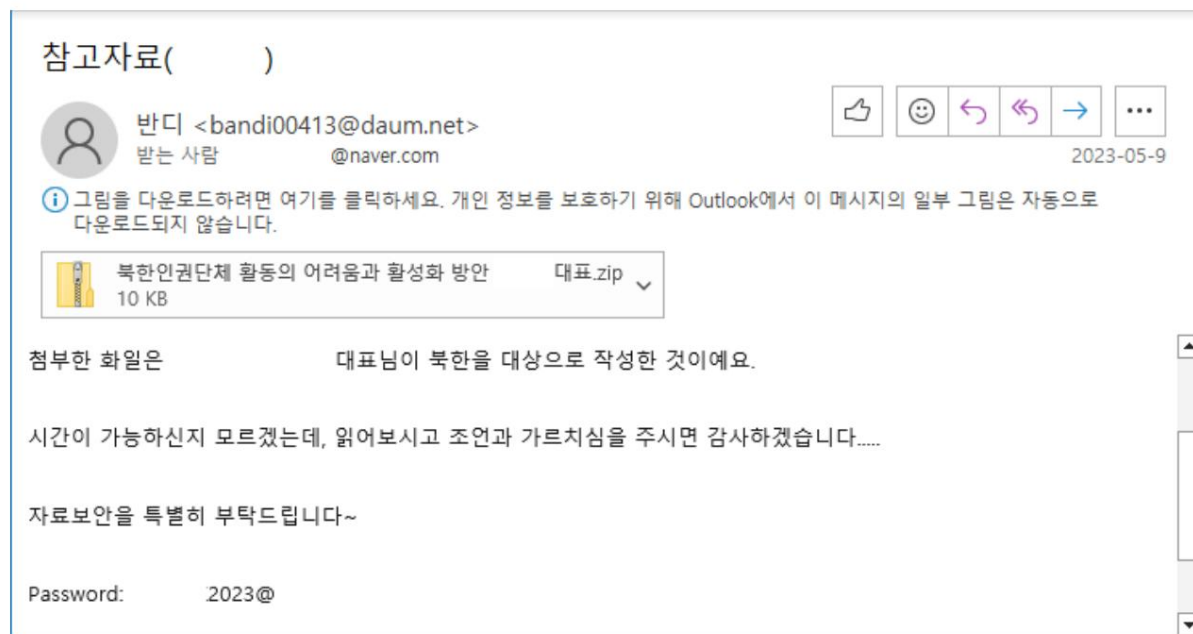 참고자료( )
반디 <bandi00413@daum.net>
받는 사람 @naver.com
2023-05-9
그림을 다운로드하려면 여기를 클릭하세요. 개인 정보를 보호하기 위해 Outlook에서 이 메시지의 일부 그림은 자동으로
다운로드되지 않습니다.
북한인권단체 활동의 어려움과 활성화 방안 대표.zip
10 KB
첨부한 화일은 대표님이 북한을 대상으로 작성한 것이예요.
시간이 가능하신지 모르겠는데, 읽어보시고 조언과 가르치심을 주시면 감사하겠습니다.....
자료보안을 특별히 부탁드립니다~
Password: 2023@